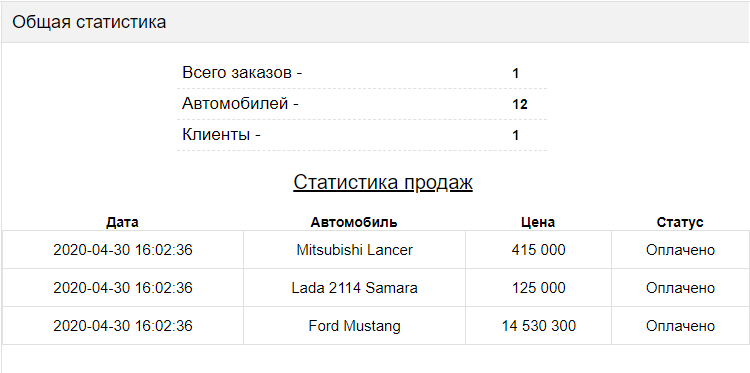 Общая статистика
Всего заказов - 1
Автомобилей - 12
Клиенты - 1
Статистика продаж
Дата Автомобиль Цена Статус
2020-04-30 16:02:36 Mitsubishi Lancer 415 000 Оплачено
2020-04-30 16:02:36 Lada 2114 Samara 125 000 Оплачено
2020-04-30 16:02:36 Ford Mustang 14 530 300 Оплачено